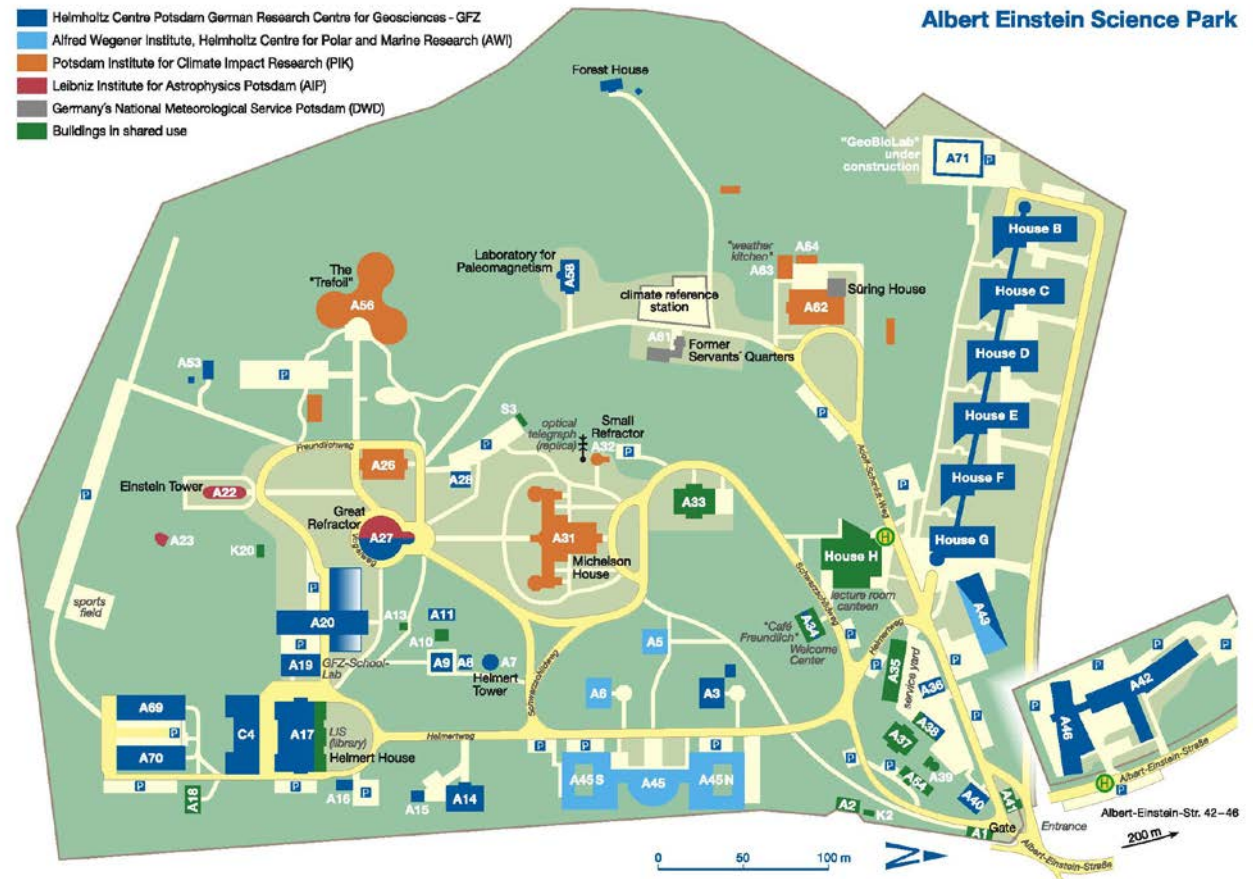 Albert Einstein Science Park
Helmholtz Centre Potsdam German Research Centre for Geosciences - GFZ
Alfred Wegener Institute, Helmholtz Centre for Polar and Marine Research (AWI)
Potsdam Institute for Climate Impact Research (PIK)
Leibniz Institute for Astrophysics Potsdam (AIP)
Germany's National Meteorological Service Potsdam (DWD)
Buildings in shared use
Forest House
"GeoBioLab"
under
construction
A71
P
House B
House C
House D
House E
House F
House G
The
"Trefoil"
A56
Laboratory for
Paleomagnetism
A58
climate reference
station
"weather
kitchen"
A64
A63
A62
Süring House
A61
Former
Servants' Quarters
A53
P
P
S3
optical
telegraph
(replica)
Small
Refractor
A32
P
P
Adolf-Schmidt-Weg
Freundlichweg
A26
A28
P
P
Einstein Tower
A22
A23
K20
Great
Refractor
A27
Vogelweg
A31
Michelson
House
A33
House H
H
lecture room
canteen
P
P
sports
field
P
A20
P
A19
GFZ-School-
Lab
A13
A11
A10
A9
A8
A7
Helmert
Tower
Schwarzschildweg
Schwarzschildweg
A5
A6
A3
"Café
Freundlich"
Welcome
Center
A34
P
Helmertweg
P
A35
service yard
A43
A36
P
P
A38
A37
A39
A54
P
P
A40
A41
A69
P
A70
C4
A17
LIS
(library)
Helmert House
Helmertweg
P
A18
P
A16
P
A15
A14
P
P
P
A45 S
A45
A45 N
A2
K2
A1
Gate
Entrance
Albert-Einstein-Straße
P
P
A42
A46
P
P
H
P
Albert-Einstein-Straße
Albert-Einstein-Str. 42–46
200 m
0 50 100 m
N